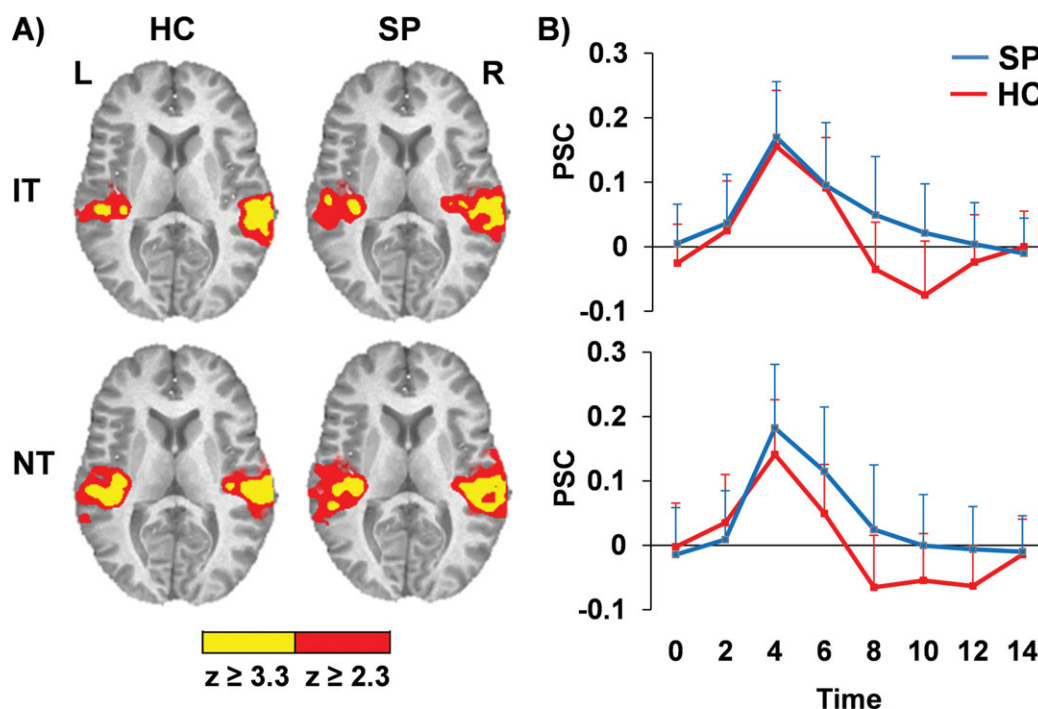 A) HC SP
L R
IT
NT
z ≥ 3.3 z ≥ 2.3
B)
SP
HC
PSC
0.3
0.2
0.1
0
-0.1
PSC
0.3
0.2
0.1
0
-0.1
0 2 4 6 8 10 12 14
Time